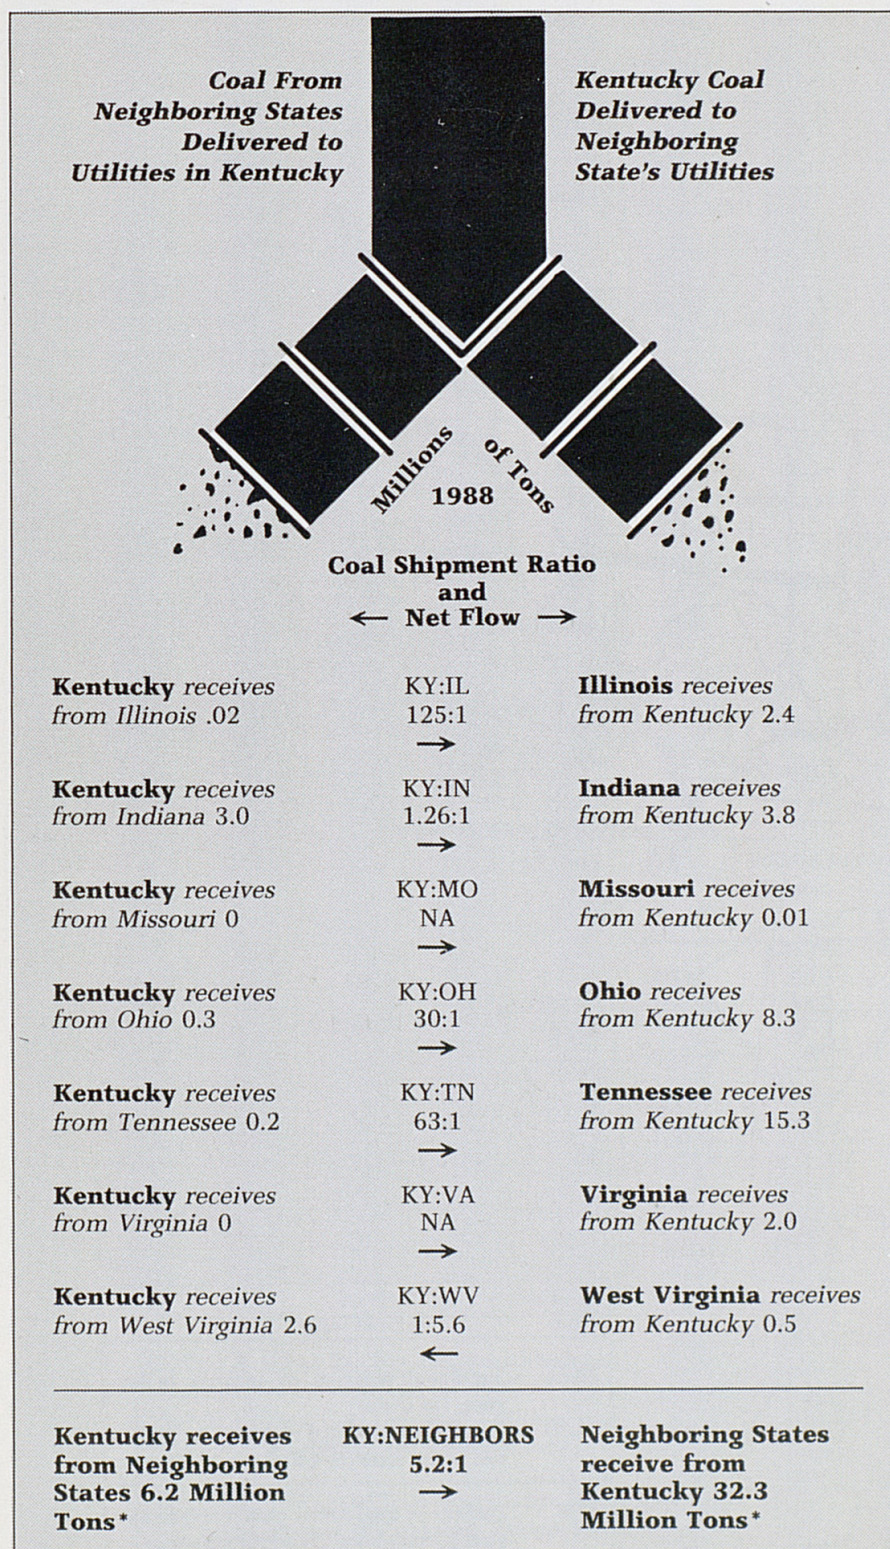 Coal From
Neighboring States
Delivered to
Utilities in Kentucky
Kentucky Coal
Delivered to
Neighboring
State's Utilities
Millions of Tons
1988
Coal Shipment Ratio
and
← Net Flow →
Kentucky receives
from Illinois .02
KY:IL
125:1
→
Illinois receives
from Kentucky 2.4
Kentucky receives
from Indiana 3.0
KY:IN
1.26:1
→
Indiana receives
from Kentucky 3.8
Kentucky receives
from Missouri 0
KY:MO
NA
→
Missouri receives
from Kentucky 0.01
Kentucky receives
from Ohio 0.3
KY:OH
30:1
→
Ohio receives
from Kentucky 8.3
Kentucky receives
from Tennessee 0.2
KY:TN
63:1
→
Tennessee receives
from Kentucky 15.3
Kentucky receives
from Virginia 0
KY:VA
NA
→
Virginia receives
from Kentucky 2.0
Kentucky receives
from West Virginia 2.6
KY:WV
1:5.6
←
West Virginia receives
from Kentucky 0.5
Kentucky receives
from Neighboring
States 6.2 Million
Tons*
KY:NEIGHBORS
5.2:1
→
Neighboring States
receive from
Kentucky 32.3
Million Tons*